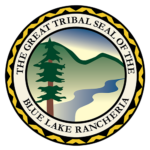 THE GREAT TRIBAL SEAL OF THE
BLUE LAKE RANCHERIA